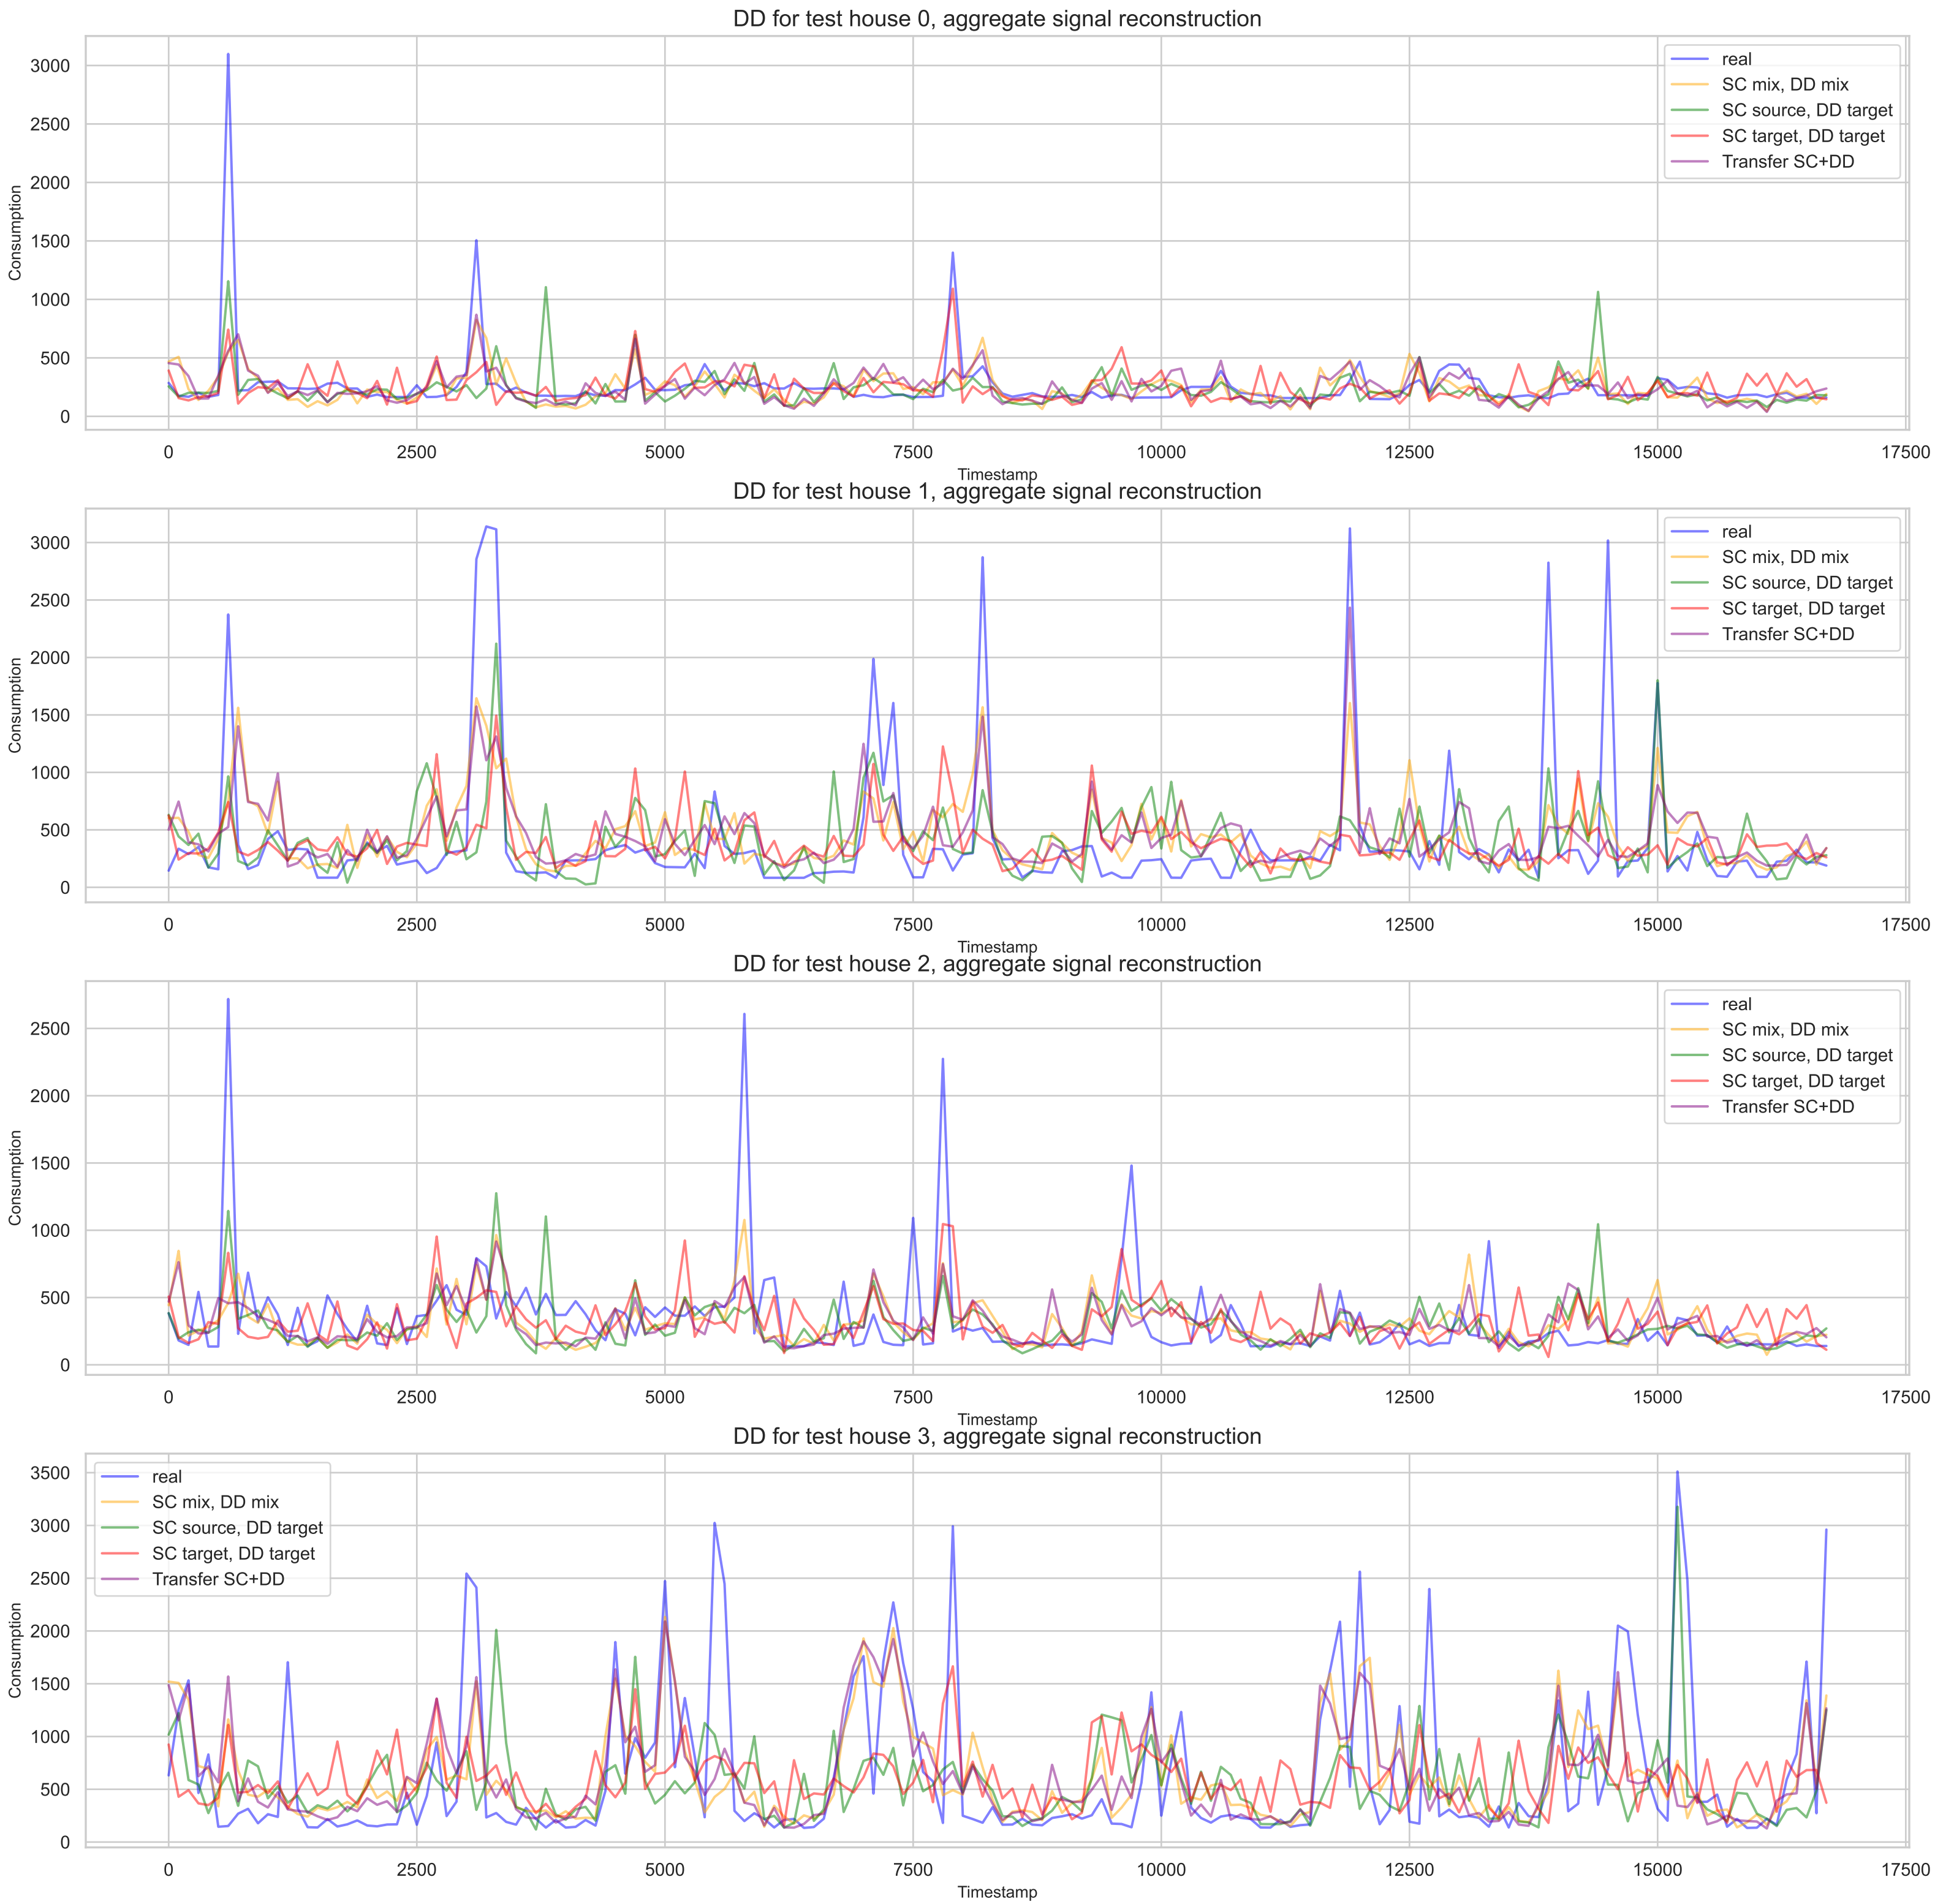 DD for test house 0, aggregate signal reconstruction
3000
2500
2000
1500
1000
500
0
Consumption
real
SC mix, DD mix
SC source, DD target
SC target, DD target
Transfer SC+DD
0 2500 5000 7500 10000 12500 15000 17500
Timestamp
DD for test house 1, aggregate signal reconstruction
3000
2500
2000
1500
1000
500
0
Consumption
real
SC mix, DD mix
SC source, DD target
SC target, DD target
Transfer SC+DD
0 2500 5000 7500 10000 12500 15000 17500
Timestamp
DD for test house 2, aggregate signal reconstruction
2500
2000
1500
1000
500
0
Consumption
real
SC mix, DD mix
SC source, DD target
SC target, DD target
Transfer SC+DD
0 2500 5000 7500 10000 12500 15000 17500
Timestamp
DD for test house 3, aggregate signal reconstruction
3500
3000
2500
2000
1500
1000
500
0
Consumption
real
SC mix, DD mix
SC source, DD target
SC target, DD target
Transfer SC+DD
0 2500 5000 7500 10000 12500 15000 17500
Timestamp